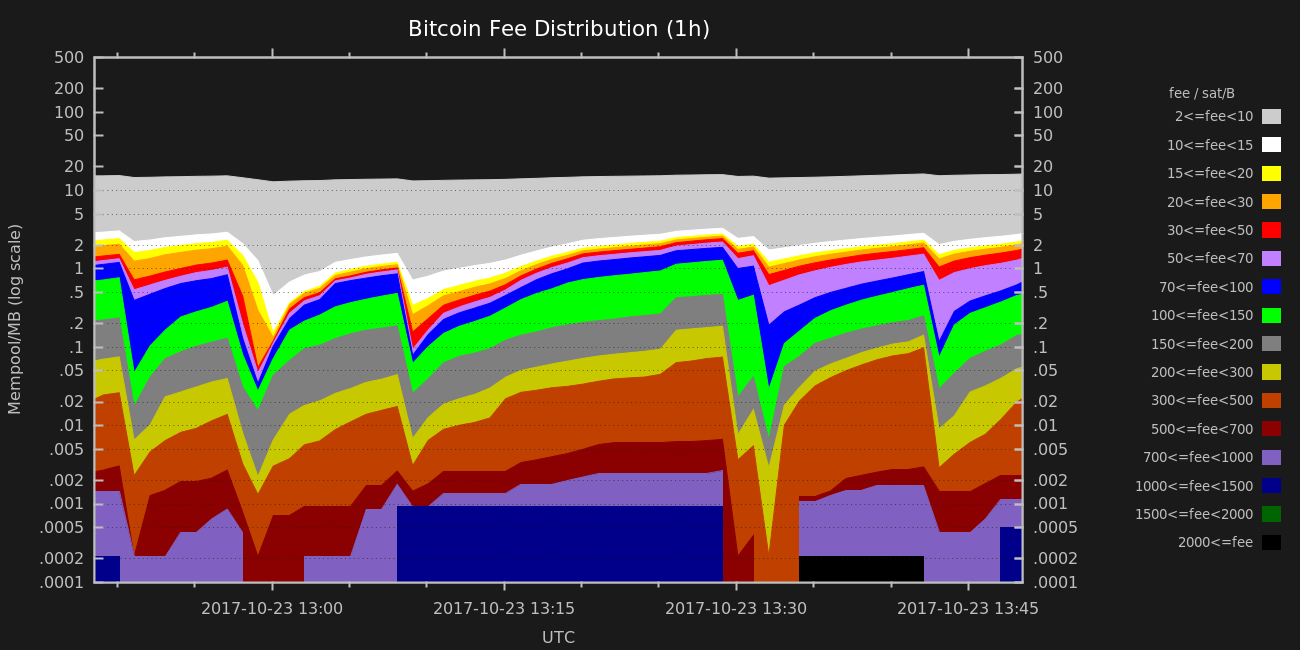 Bitcoin Fee Distribution (1h)
Mempool/MB (log scale)
500
200
100
50
20
10
5
2
1
.5
.2
.1
.05
.02
.01
.005
.002
.001
.0005
.0002
.0001
500
200
100
50
20
10
5
2
1
.5
.2
.1
.05
.02
.01
.005
.002
.001
.0005
.0002
.0001
2017-10-23 13:00
2017-10-23 13:15
2017-10-23 13:30
2017-10-23 13:45
UTC
fee / sat/B
2<=fee<10
10<=fee<15
15<=fee<20
20<=fee<30
30<=fee<50
50<=fee<70
70<=fee<100
100<=fee<150
150<=fee<200
200<=fee<300
300<=fee<500
500<=fee<700
700<=fee<1000
1000<=fee<1500
1500<=fee<2000
2000<=fee